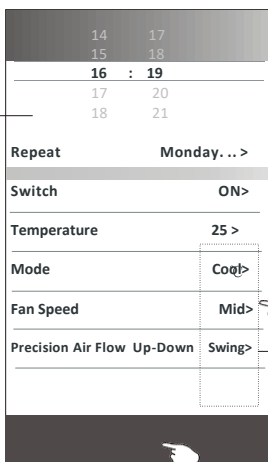 14 17
15 18
16 : 19
17 20
18 21
Repeat Monday. .. >
Switch ON>
Temperature 25 >
Mode Cool>
Fan Speed Mid>
Precision Air Flow Up-Down Swing>